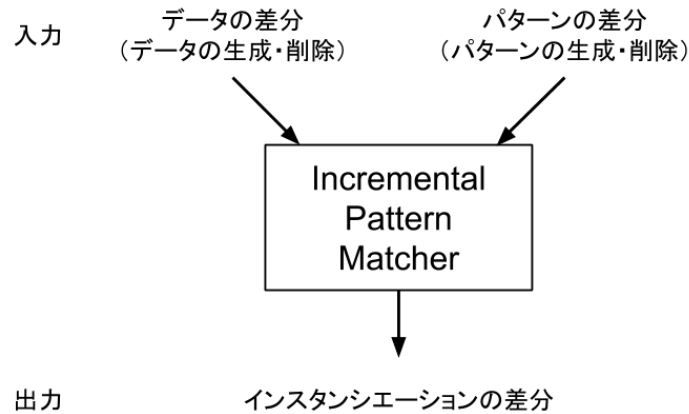 入力
データの差分
（データの生成・削除）
パターンの差分
（パターンの生成・削除）
Incremental
Pattern
Matcher
出力
インスタンシエーションの差分